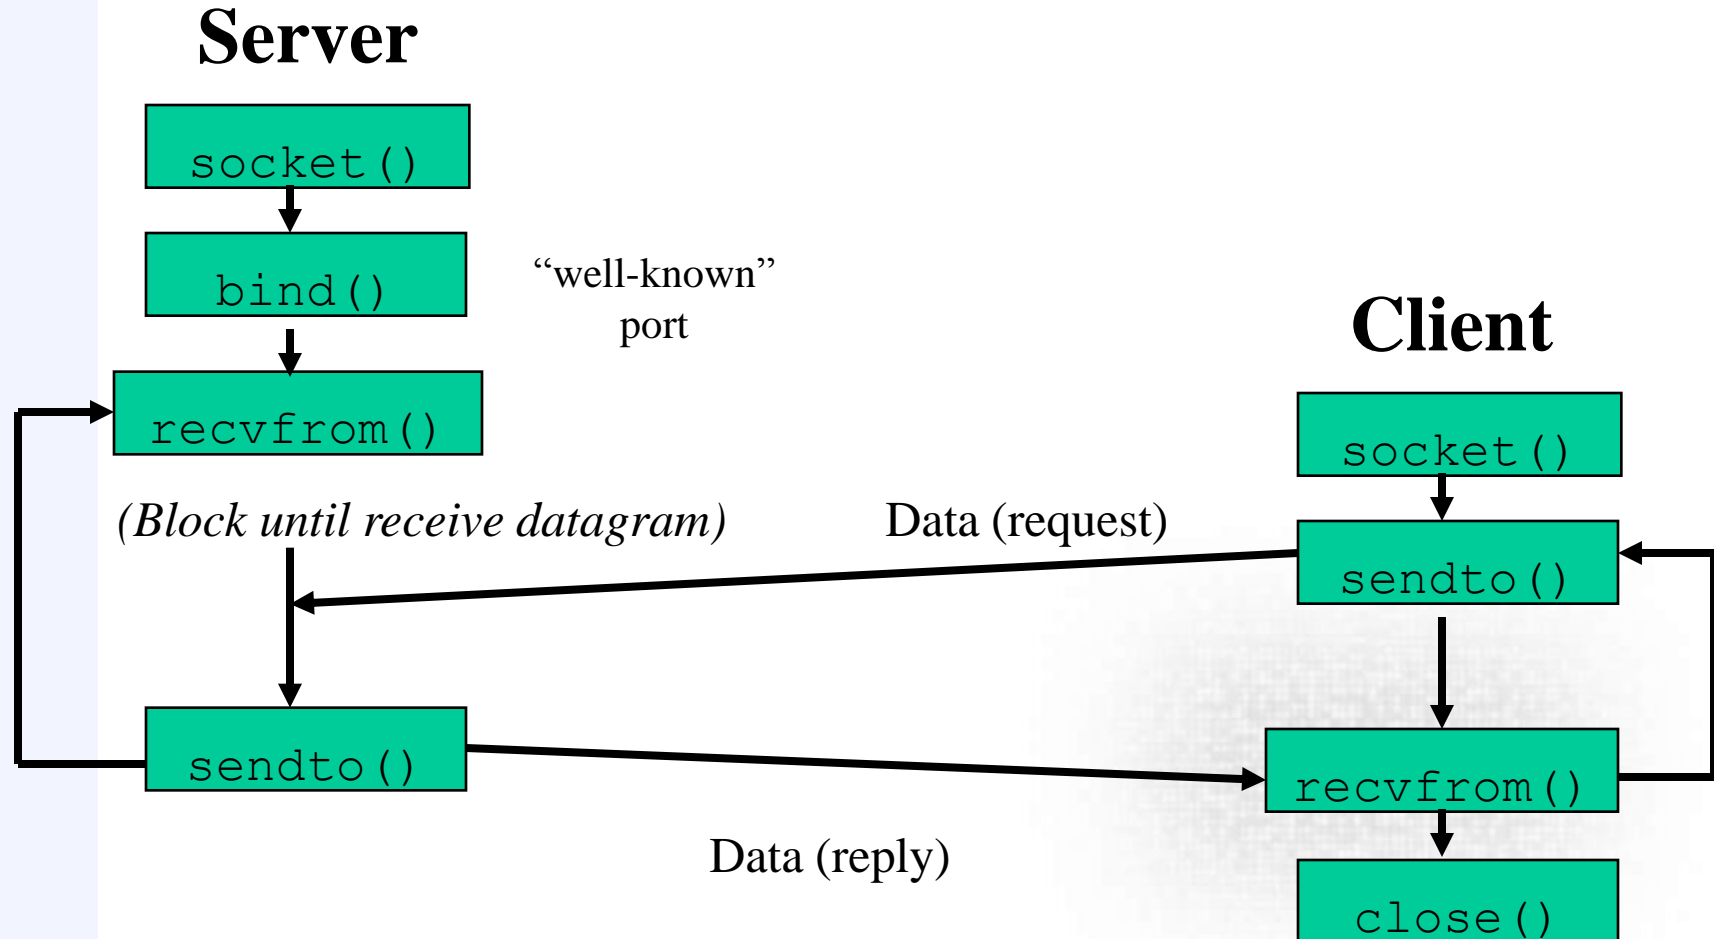 Server
socket()
bind()
“well-known”
port
recvfrom()
(Block until receive datagram)
sendto()
Data (request)
Data (reply)
Client
socket()
sendto()
recvfrom()
close()